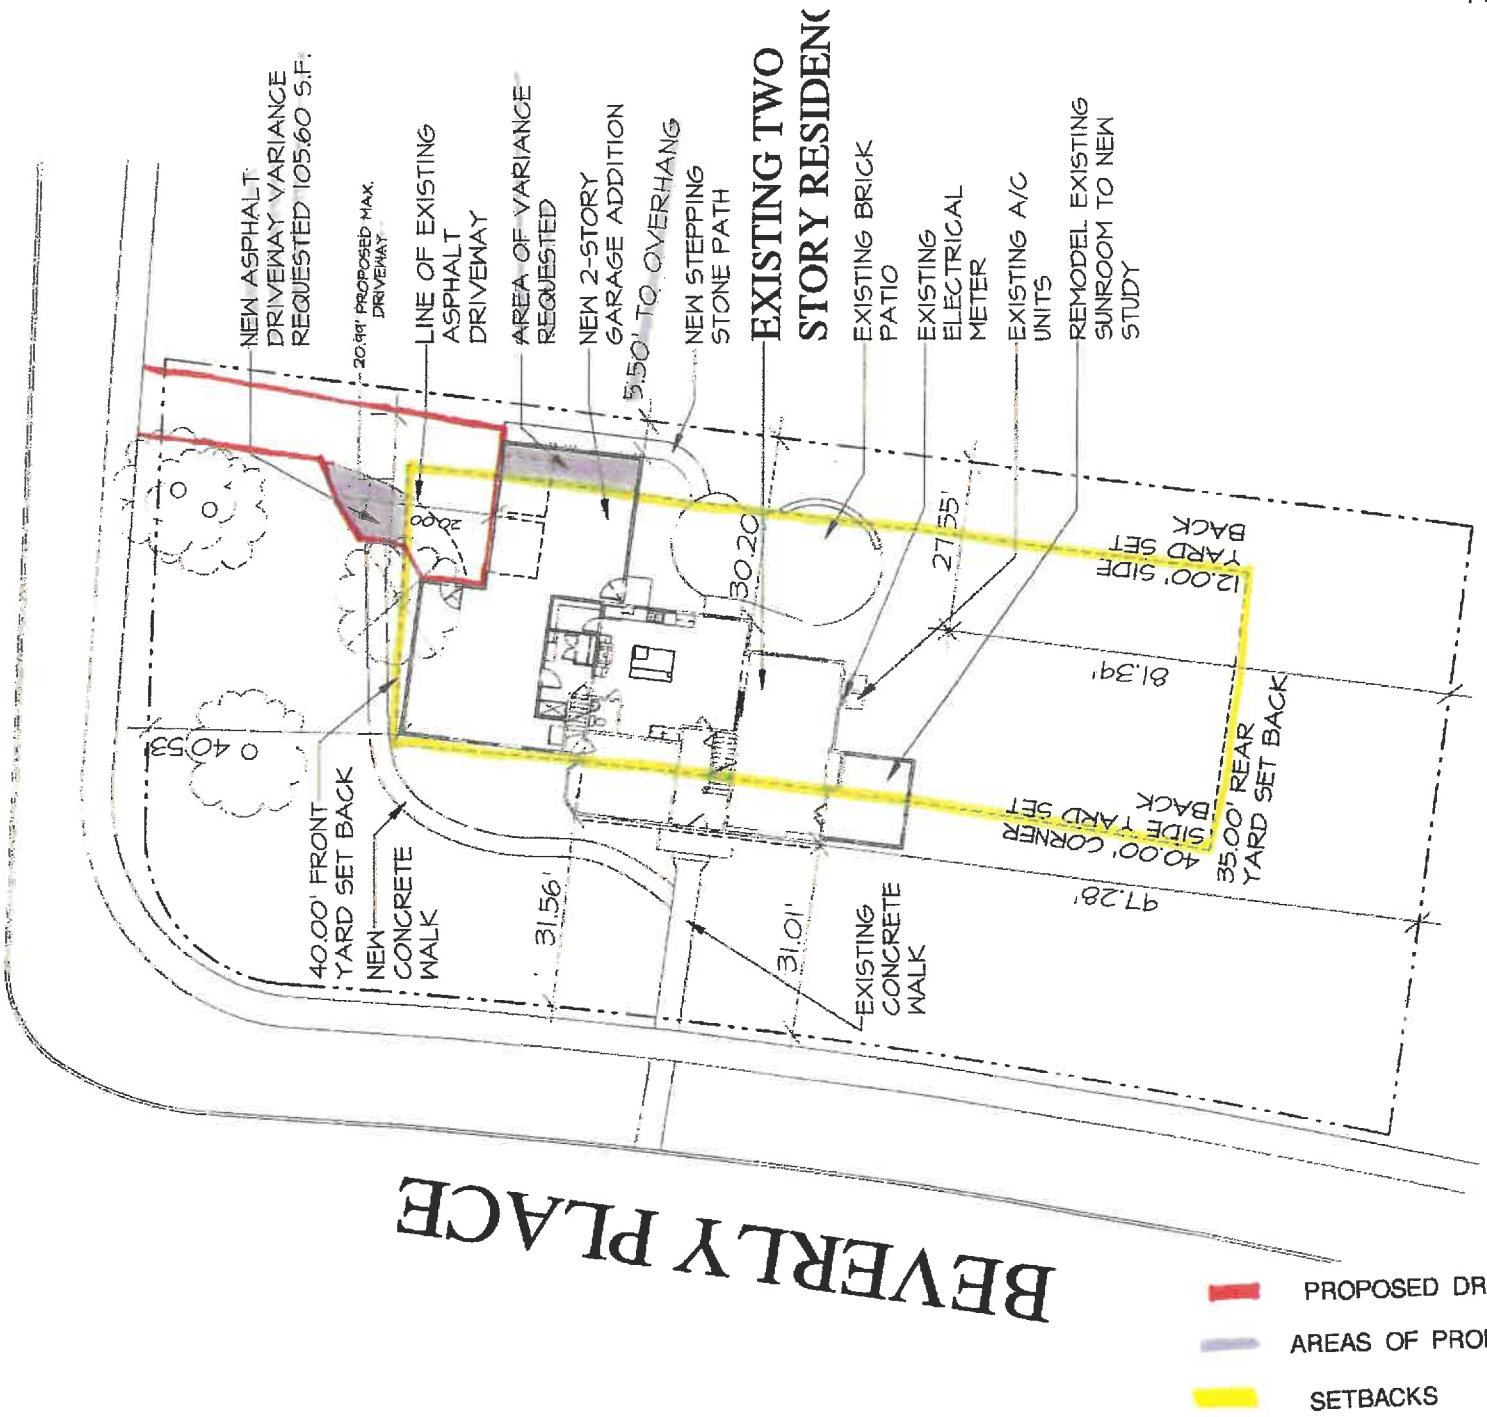 NEW ASPHALT
DRIVEWAY VARIANCE
REQUESTED 105.60 S.F.
20.99' PROPOSED MAX.
DRIVEWAY
LINE OF EXISTING
ASPHALT
DRIVEWAY
AREA OF VARIANCE
REQUESTED
NEW 2-STORY
GARAGE ADDITION
5.50' TO OVERHANG
NEW STEPPING
STONE PATH
EXISTING TWO
STORY RESIDENC
EXISTING BRICK
PATIO
EXISTING
ELECTRICAL
METER
EXISTING A/C
UNITS
REMODEL EXISTING
SUNROOM TO NEW
STUDY
20.00
40.53
30.20
27.35'
12.00' SIDE
YARD SET
BACK
81.39'
40.00' FRONT
YARD SET BACK
NEW
CONCRETE
WALK
31.56'
31.01'
EXISTING
CONCRETE
WALK
40.00' CORNER
SIDE YARD SET
BACK
35.00' REAR
YARD SET BACK
97.28'
BEVERLY PLACE
PROPOSED DR
AREAS OF PRO
SETBACKS